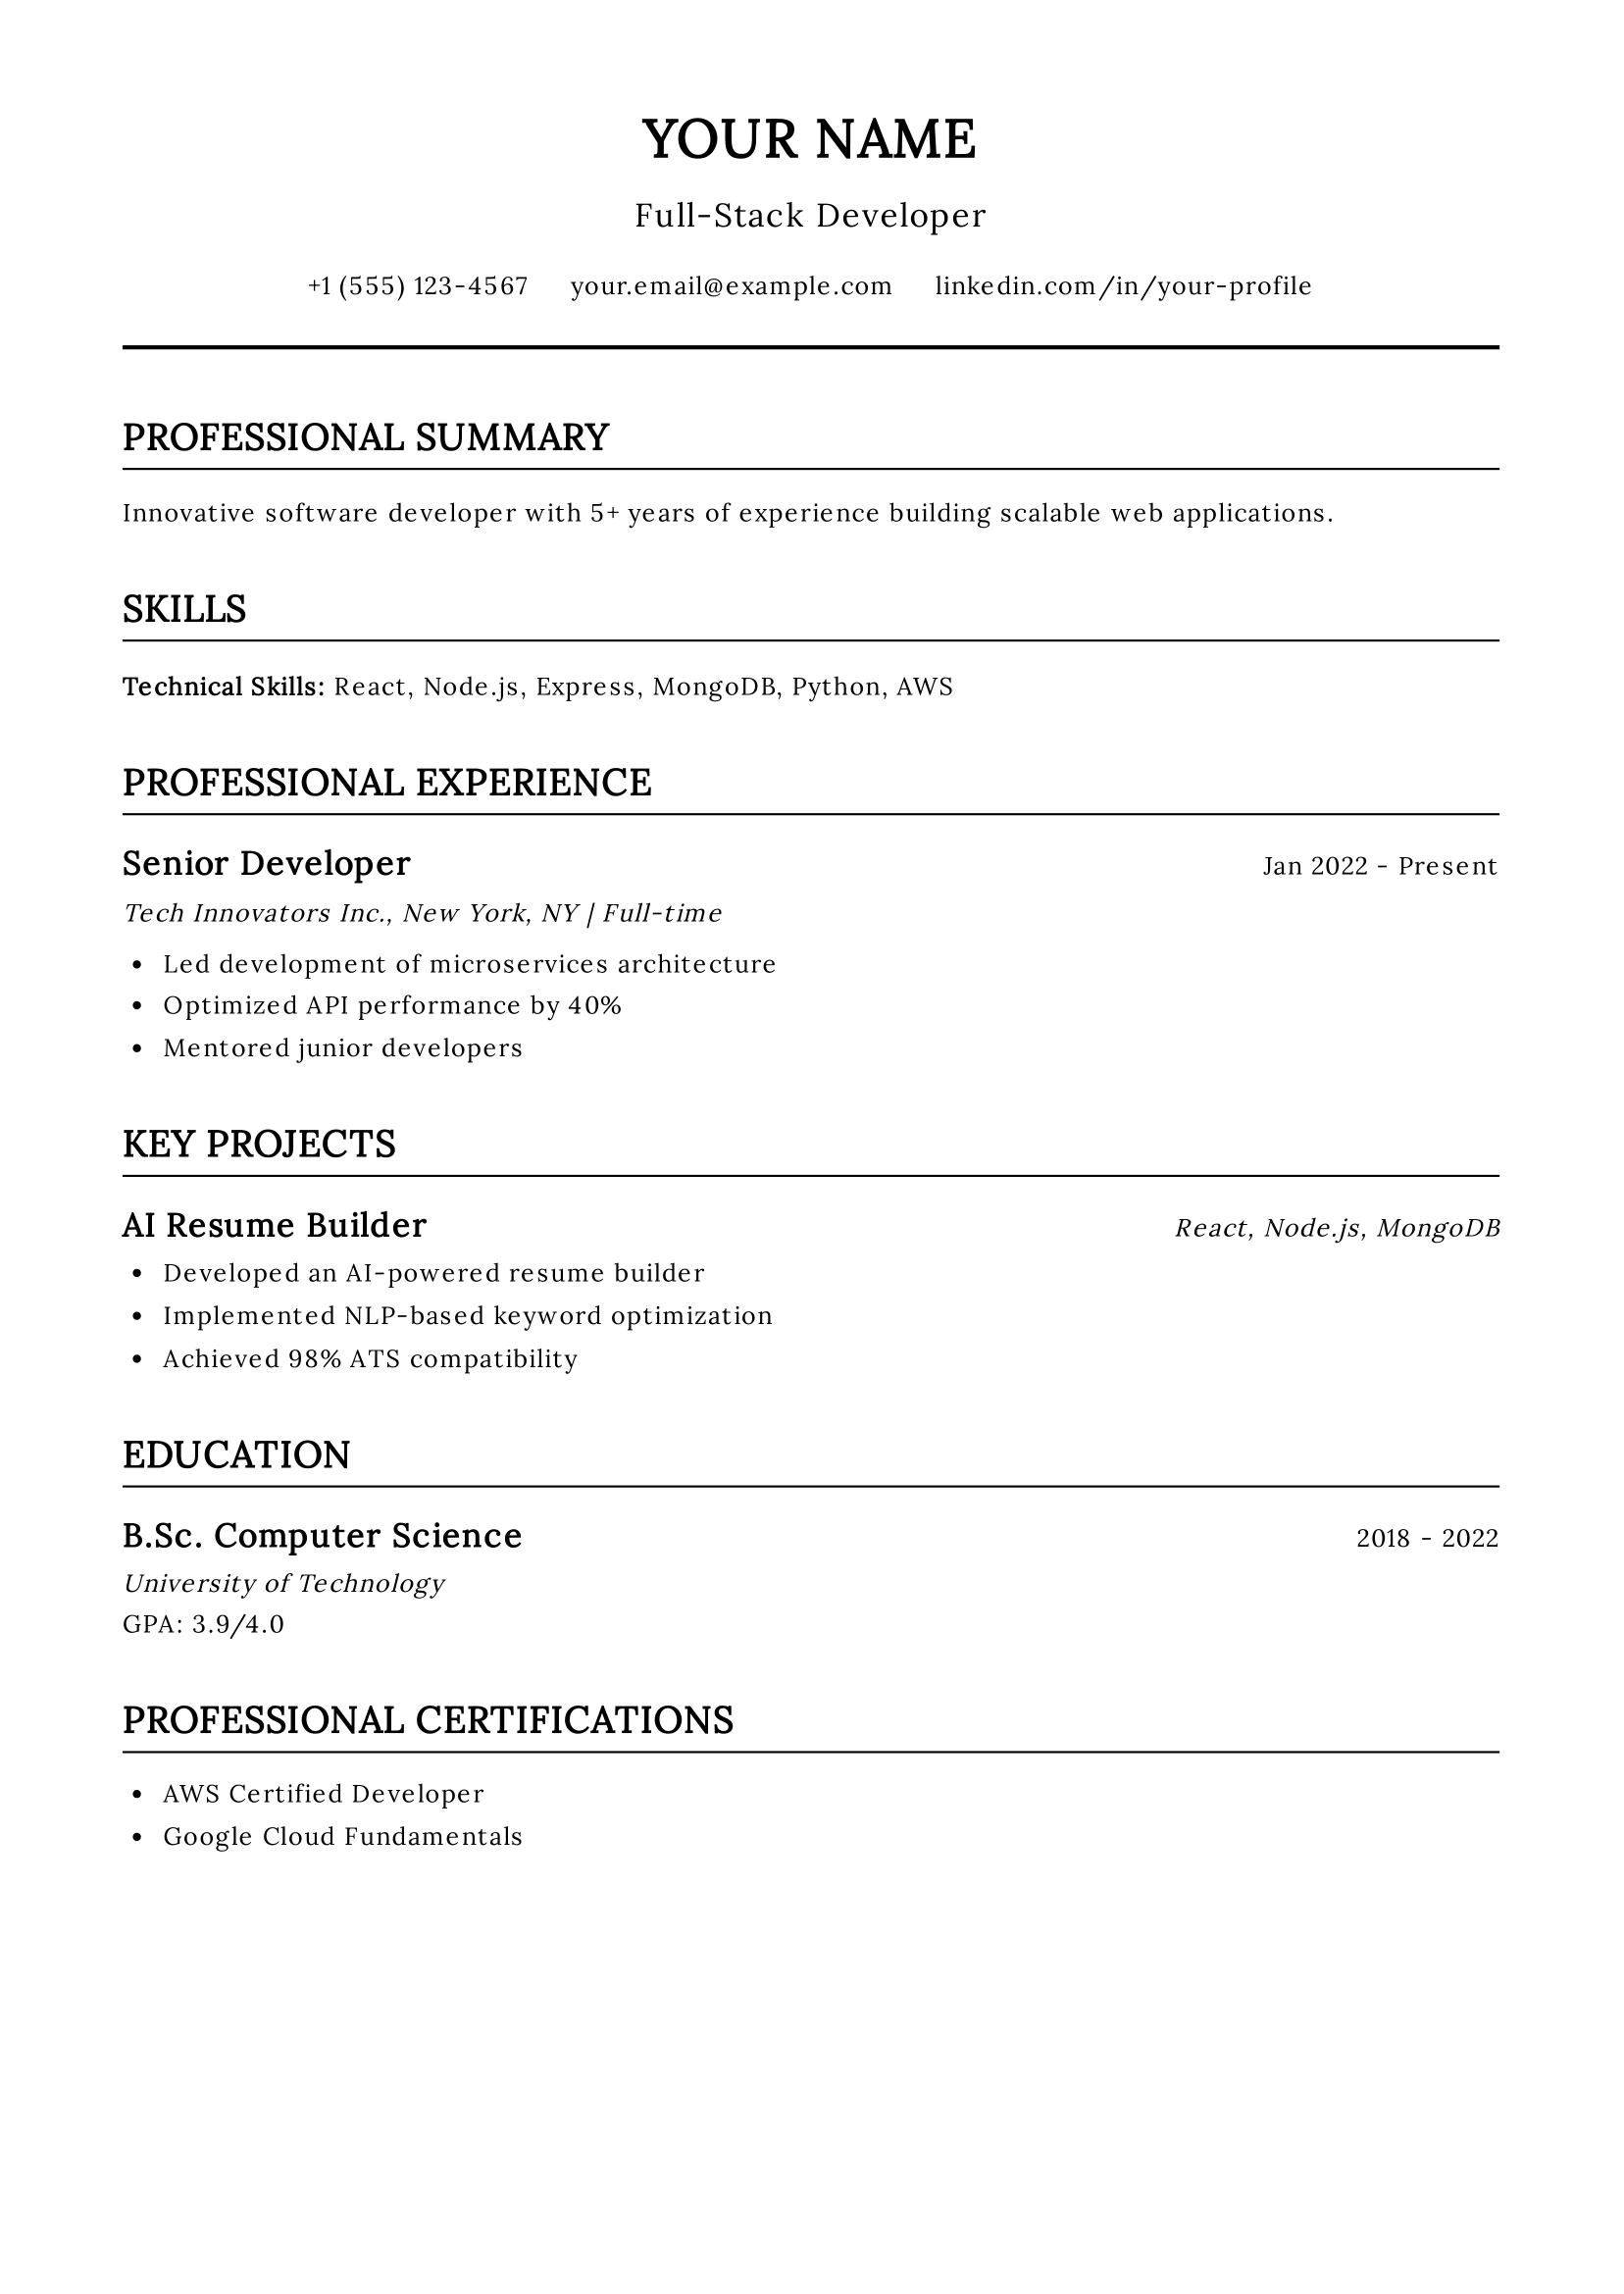 YOUR NAME
Full-Stack Developer
+1 (555) 123-4567 your.email@example.com linkedin.com/in/your-profile
PROFESSIONAL SUMMARY
Innovative software developer with 5+ years of experience building scalable web applications.
SKILLS
Technical Skills: React, Node.js, Express, MongoDB, Python, AWS
PROFESSIONAL EXPERIENCE
Senior Developer Jan 2022 - Present
Tech Innovators Inc., New York, NY | Full-time
• Led development of microservices architecture
• Optimized API performance by 40%
• Mentored junior developers
KEY PROJECTS
AI Resume Builder React, Node.js, MongoDB
• Developed an AI-powered resume builder
• Implemented NLP-based keyword optimization
• Achieved 98% ATS compatibility
EDUCATION
B.Sc. Computer Science 2018 - 2022
University of Technology
GPA: 3.9/4.0
PROFESSIONAL CERTIFICATIONS
• AWS Certified Developer
• Google Cloud Fundamentals